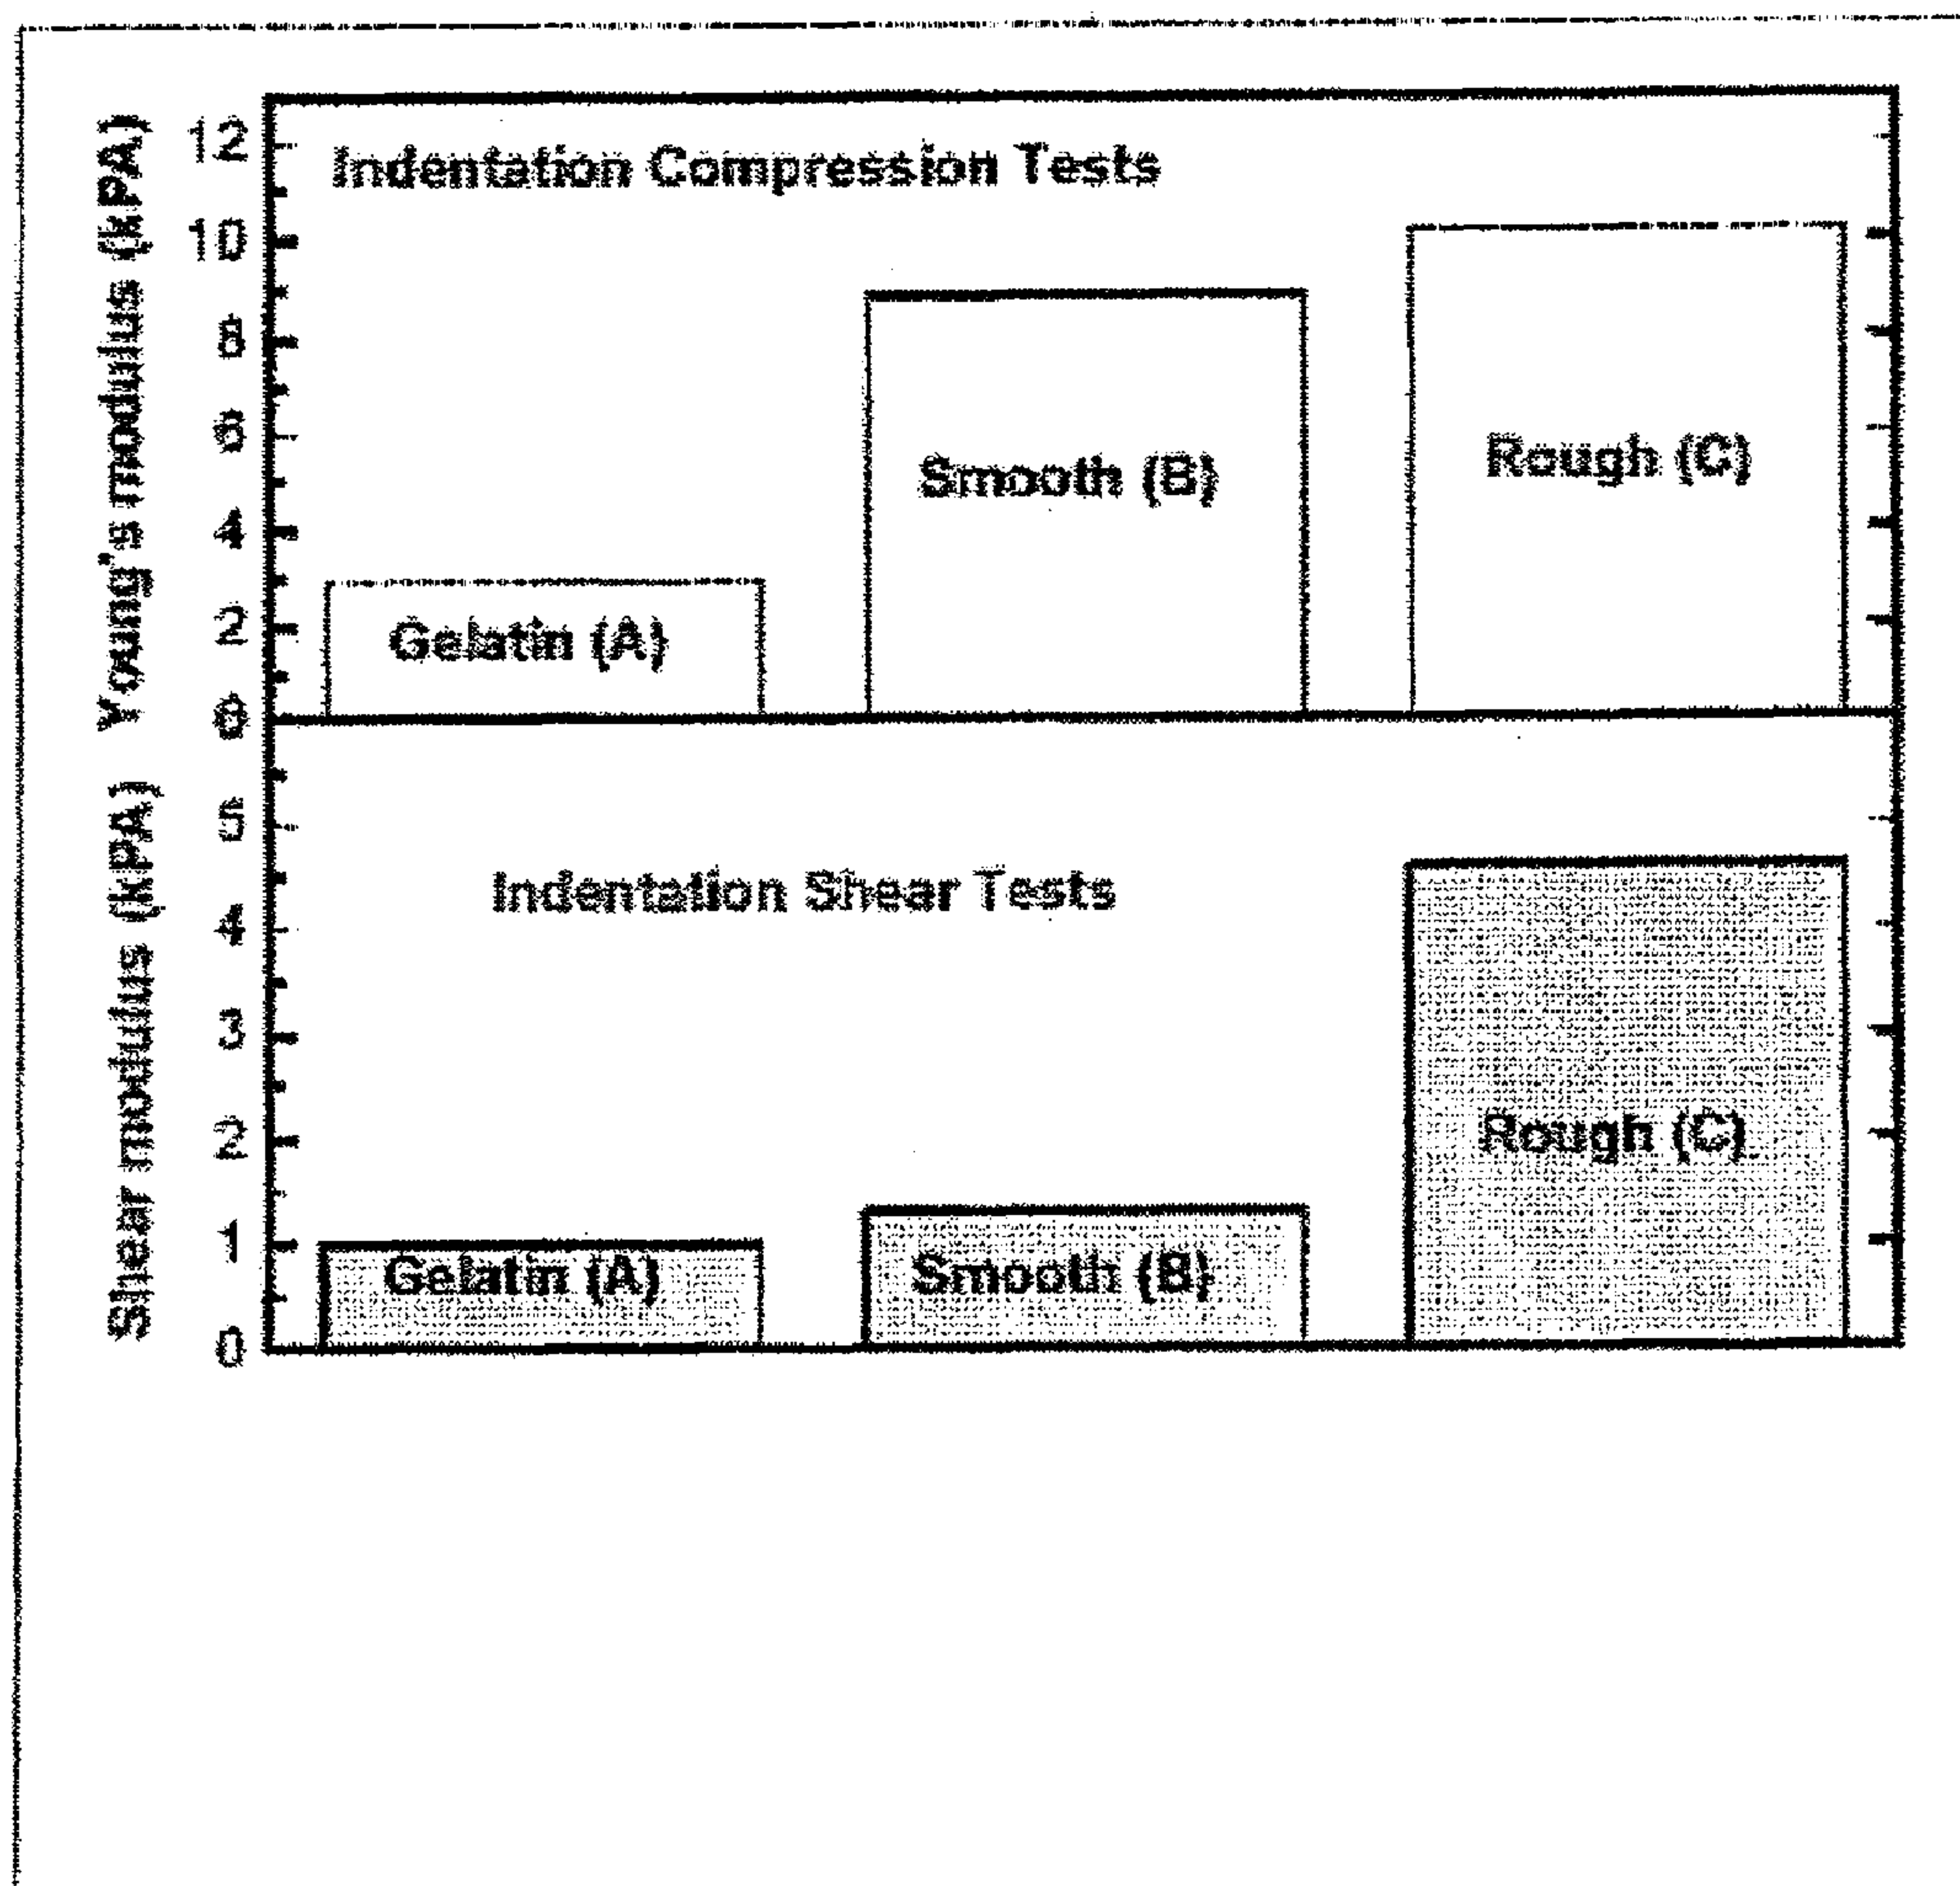 Young's modulus (kPA)
12
10
8
6
4
2
0
Indentation Compression Tests
Gelatin (A)
Smooth (B)
Rough (C)
Shear modulus (kPA)
5
4
3
2
1
0
Indentation Shear Tests
Gelatin (A)
Smooth (B)
Rough (C)